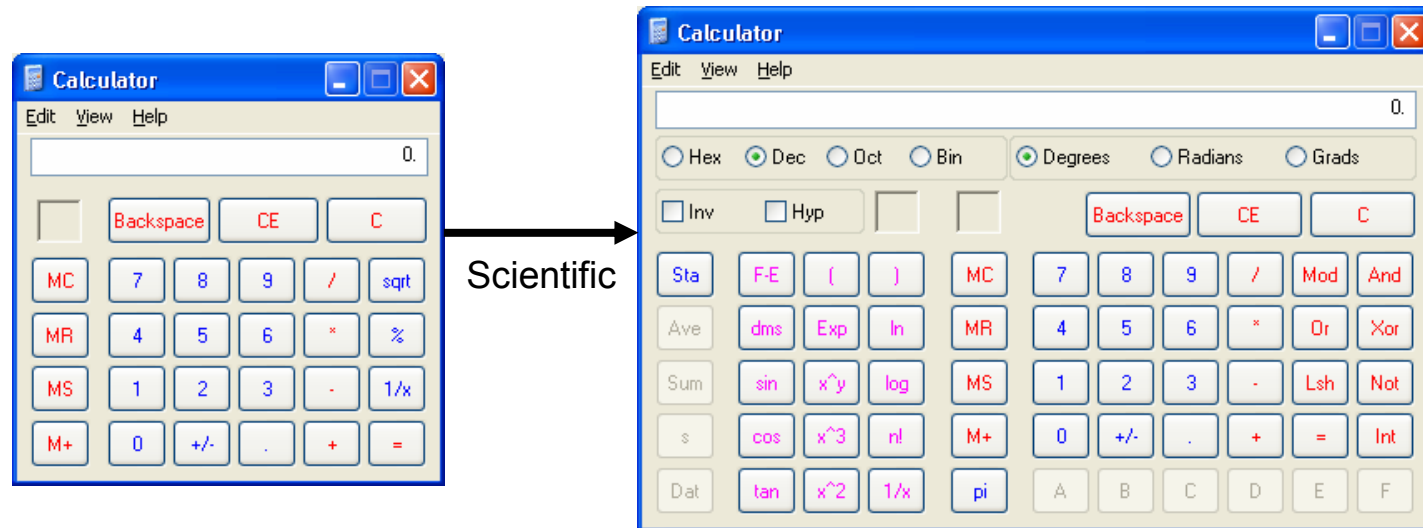 Calculator
Edit View Help
0.
Backspace CE C
MC 7 8 9 / sqrt
MR 4 5 6 * %
MS 1 2 3 - 1/x
M+ 0 +/- . + =
Scientific
Calculator
Edit View Help
0.
Hex Dec Oct Bin Degrees Radians Grads
Inv Hyp Backspace CE C
Sta F-E ( ) MC 7 8 9 / Mod And
Ave dms Exp ln MR 4 5 6 * Or Xor
Sum sin x^y log MS 1 2 3 - Lsh Not
s cos x^3 n! M+ 0 +/- . + = Int
Dat tan x^2 1/x pi A B C D E F